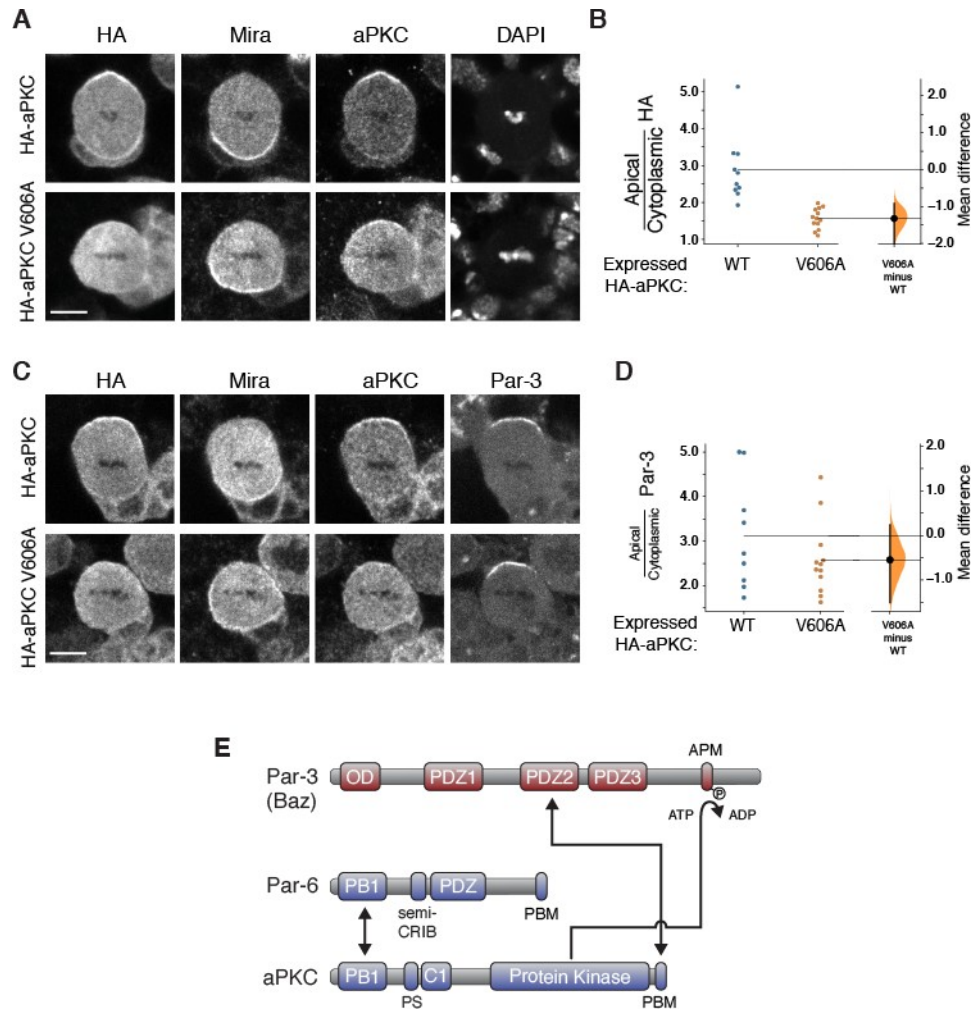 A
HA Mira aPKC DAPI
HA-aPKC
HA-aPKC V606A
B
Apical
Cytoplasmic HA
5.0
4.0
3.0
2.0
1.0
2.0
1.0
0.0
−1.0
−2.0
Mean difference
Expressed
HA-aPKC:
WT V606A
V606A
minus
WT
C
HA Mira aPKC Par-3
HA-aPKC
HA-aPKC V606A
D
Apical
Cytoplasmic Par-3
5.0
4.0
3.0
2.0
2.0
1.0
0.0
−1.0
Mean difference
Expressed
HA-aPKC:
WT V606A
V606A
minus
WT
E
APM
Par-3
(Baz)
OD PDZ1 PDZ2 PDZ3
P
ATP ADP
Par-6
PB1 PDZ
semi-
CRIB
PBM
aPKC
PB1 C1 Protein Kinase
PS PBM